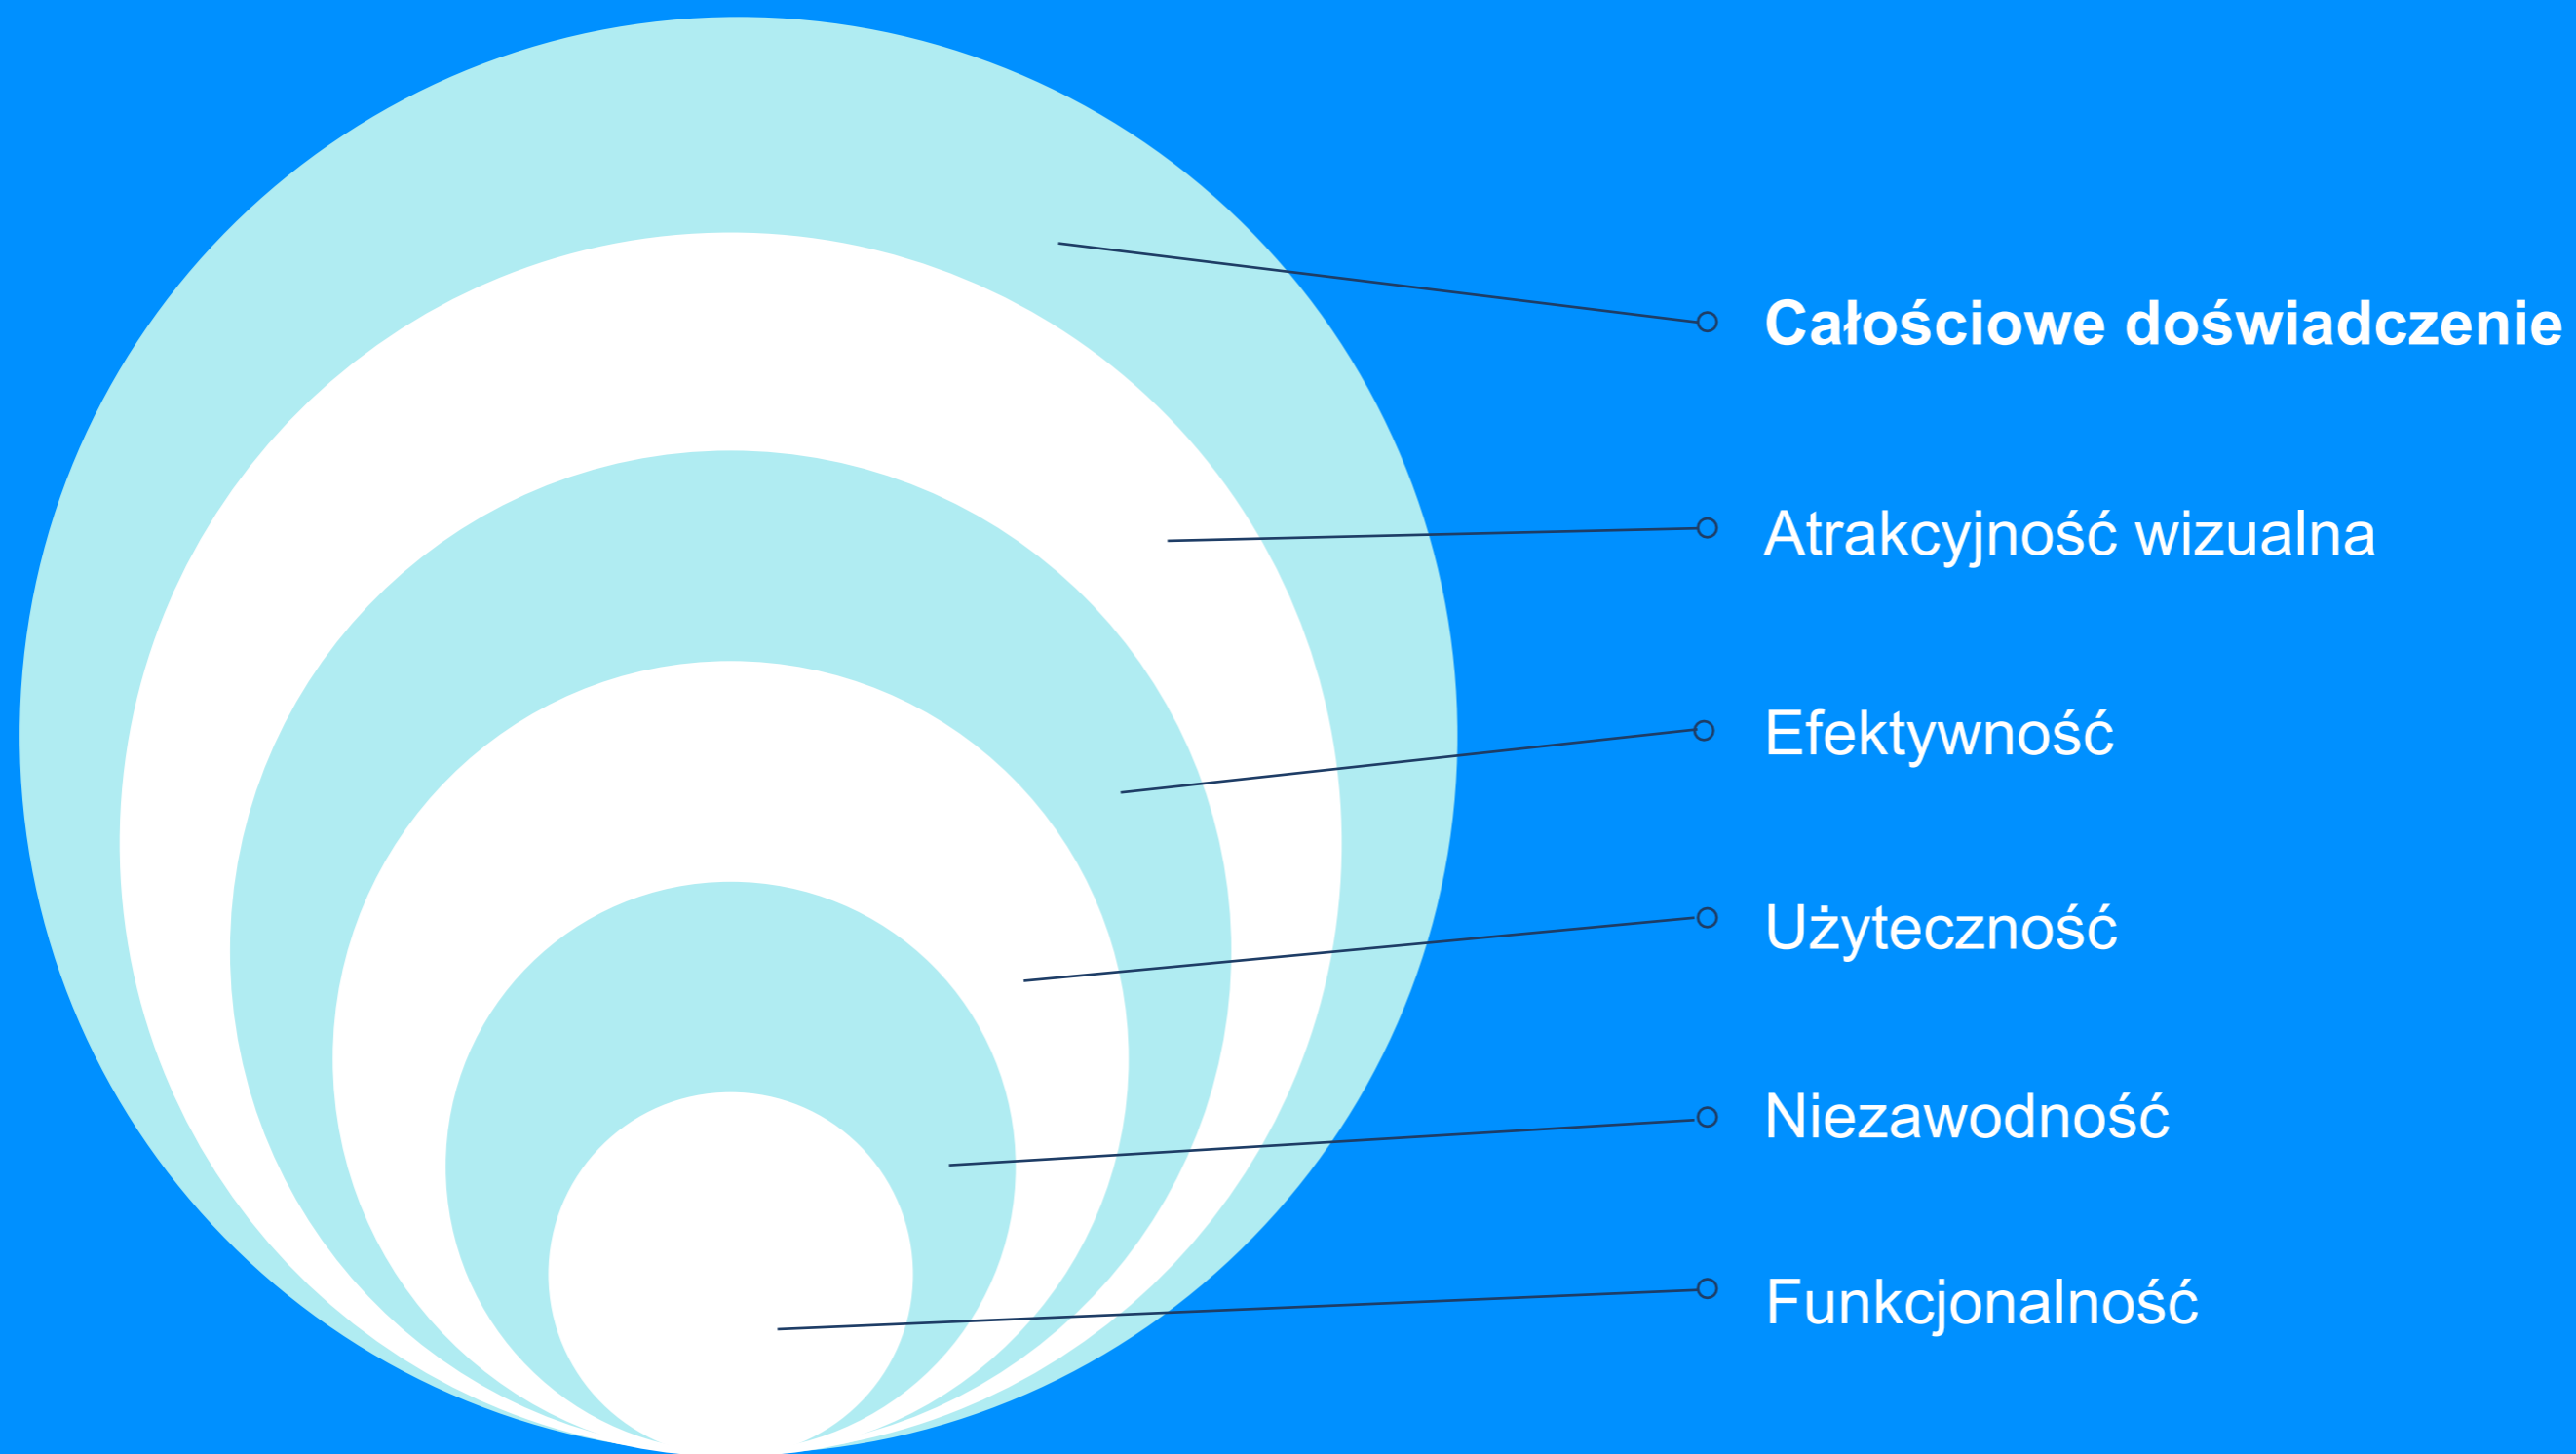 Całościowe doświadczenie
Atrakcyjność wizualna
Efektywność
Użyteczność
Niezawodność
Funkcjonalność